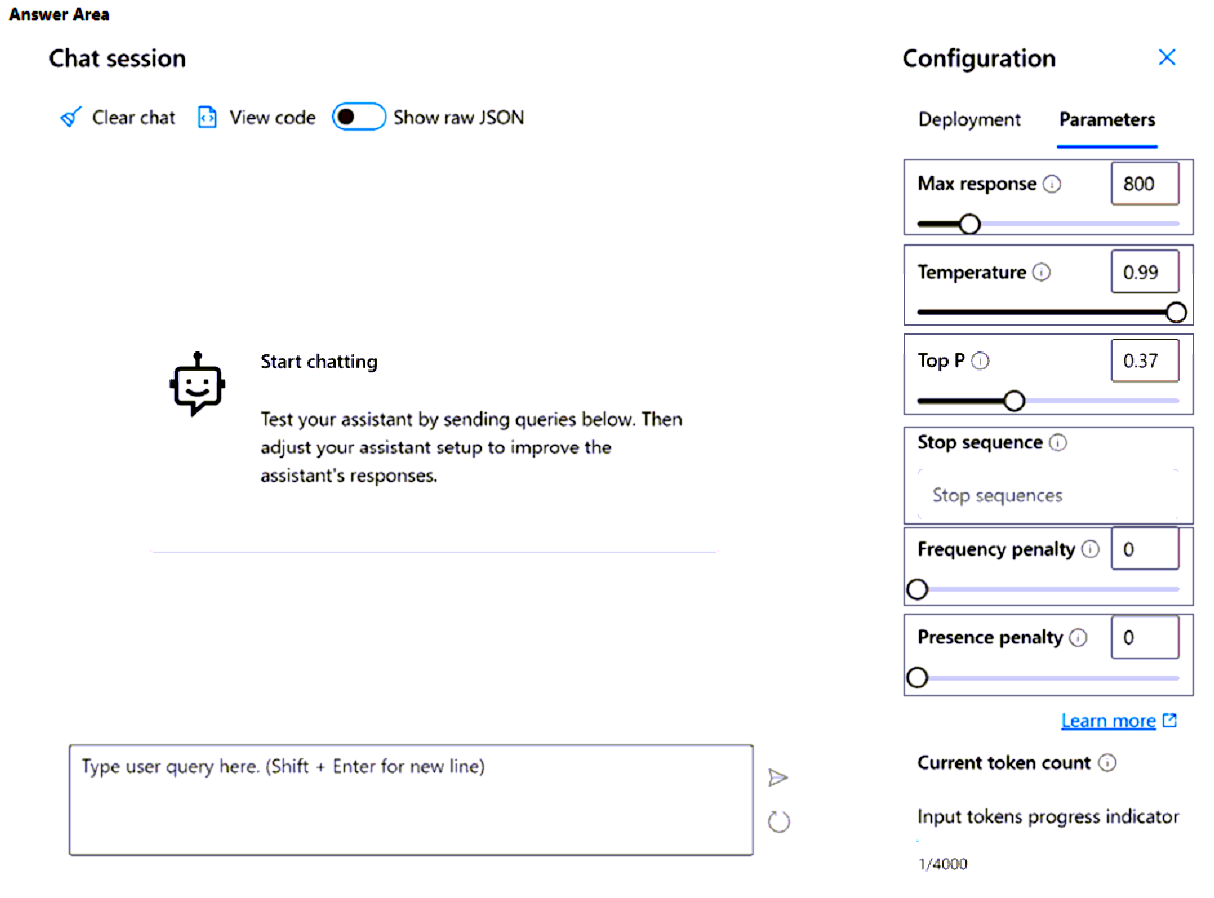 Answer Area
Chat session
Clear chat
View code
Show raw JSON
Start chatting
Test your assistant by sending queries below. Then
adjust your assistant setup to improve the
assistant's responses.
Type user query here. (Shift + Enter for new line)
Configuration
Deployment
Parameters
Max response 800
Temperature 0.99
Top P 0.37
Stop sequence
Stop sequences
Frequency penalty 0
Presence penalty 0
Learn more
Current token count
Input tokens progress indicator
1/4000